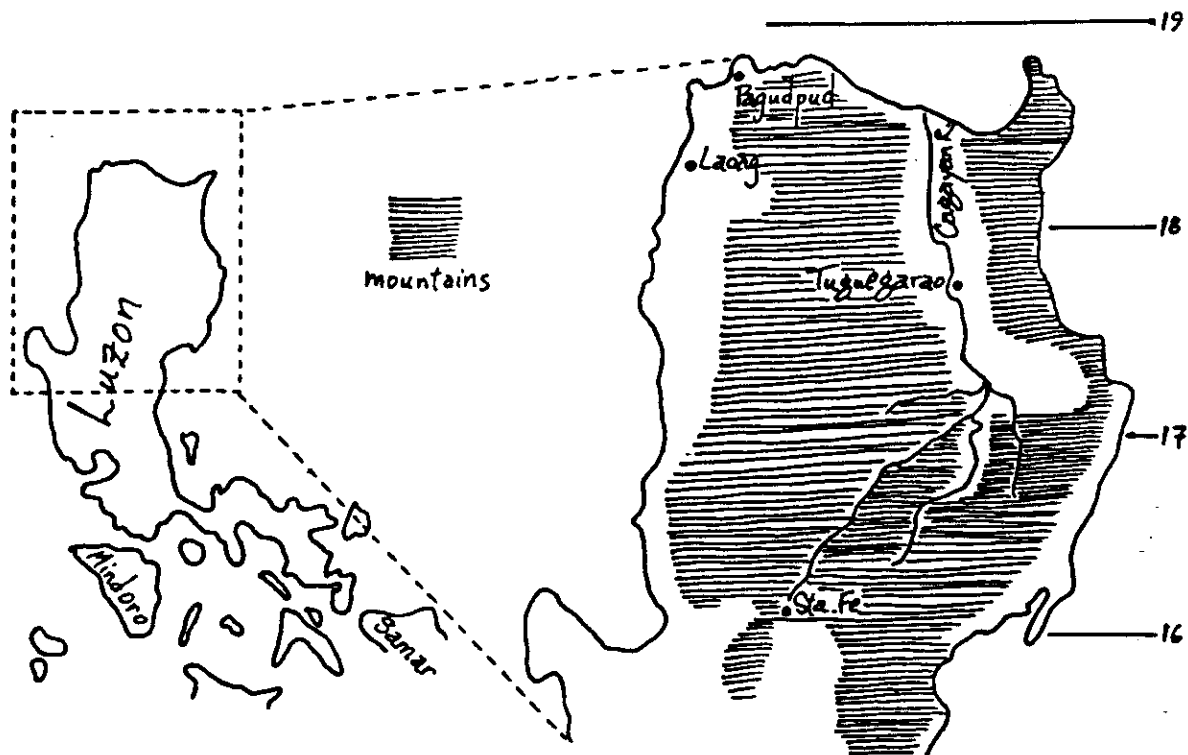 19
Pagudpud
Laoag
Cagayan R
18
mountains
Tuguegarao
Luzon
17
Mindoro
Samar
Sta. Fe
16